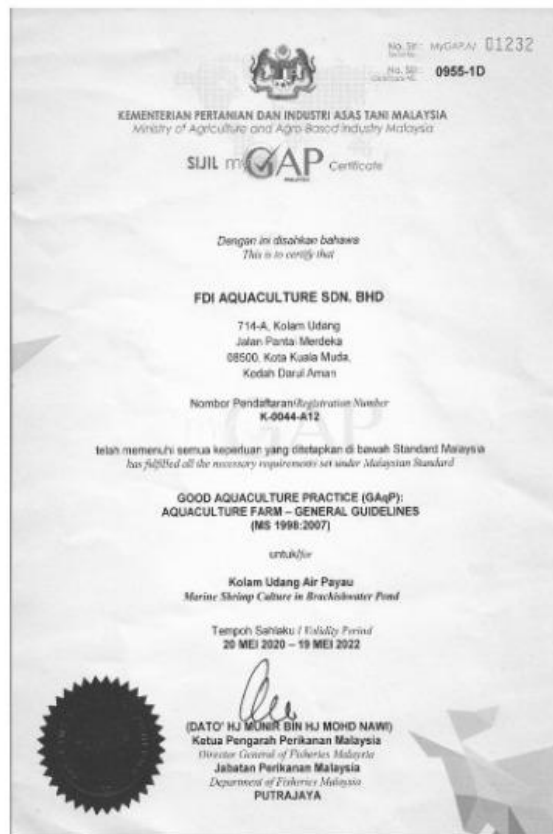 No. Siri: MyGAP.A/ 01232
No. Sijil: 0955-1D
KEMENTERIAN PERTANIAN DAN INDUSTRI ASAS TANI MALAYSIA
Ministry of Agriculture and Agro-Based Industry Malaysia
SIJIL myGAP Certificate
MALAYSIA
Dengan ini disahkan bahawa
This is to certify that
FDI AQUACULTURE SDN. BHD
714-A, Kolam Udang
Jalan Pantai Merdeka
08500, Kota Kuala Muda,
Kedah Darul Aman
Nombor Pendaftaran/Registration Number
K-0044-A12
telah memenuhi semua keperluan yang ditetapkan di bawah Standard Malaysia
has fulfilled all the necessary requirements set under Malaysian Standard
GOOD AQUACULTURE PRACTICE (GAqP):
AQUACULTURE FARM – GENERAL GUIDELINES
(MS 1998:2007)
untuk/for
Kolam Udang Air Payau
Marine Shrimp Culture in Brackishwater Pond
Tempoh Sahlaku / Validity Period
20 MEI 2020 – 19 MEI 2022
(DATO' HJ MUNIR BIN HJ MOHD NAWI)
Ketua Pengarah Perikanan Malaysia
Director General of Fisheries Malaysia
Jabatan Perikanan Malaysia
Department of Fisheries Malaysia
PUTRAJAYA